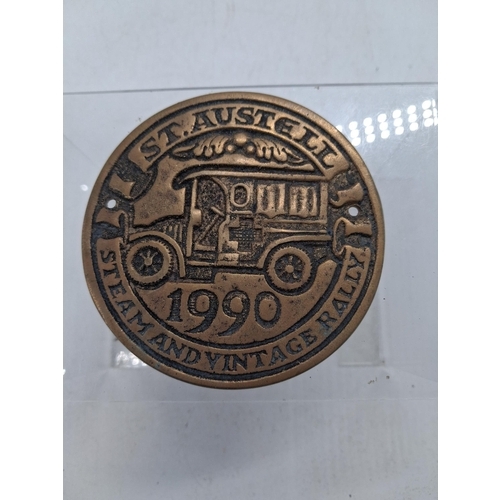 ST. AUSTELL
1990
STEAM AND VINTAGE RALLY